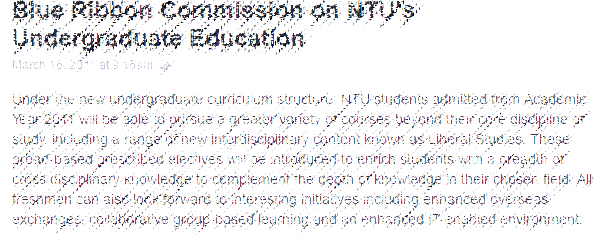 Blue Ribbon Commission on NTU's
Undergraduate Education
March 16, 2011 at 9:16am
Under the new undergraduate curriculum structure, NTU students admitted from Academic
Year 2011 will be able to pursue a greater variety of courses beyond their core discipline of
study, including a range of new interdisciplinary content known as Liberal Studies. These
broad-based prescribed electives will be introduced to enrich students with a breadth of
cross disciplinary knowledge to complement the depth of knowledge in their chosen field. All
freshmen can also look forward to interesting initiatives including enhanced overseas
exchanges, collaborative group-based learning and an enhanced IT-enabled environment.